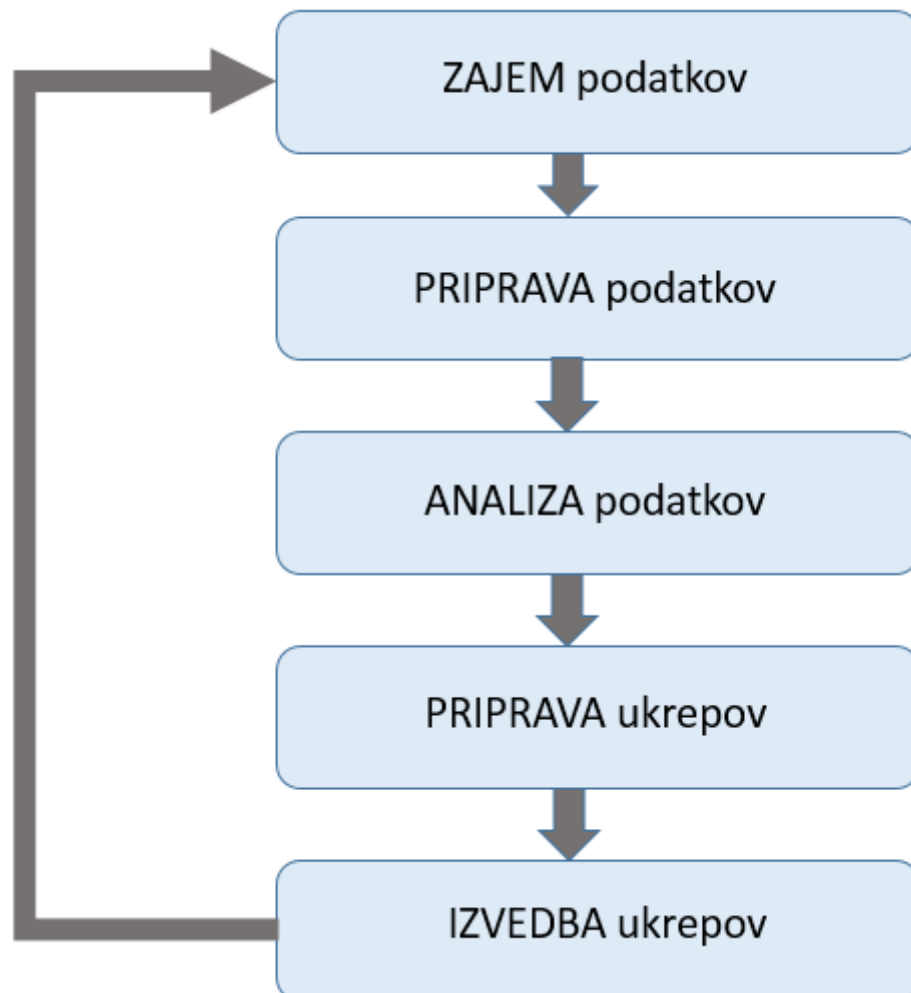 ZAJEM podatkov
PRIPRAVA podatkov
ANALIZA podatkov
PRIPRAVA ukrepov
IZVEDBA ukrepov